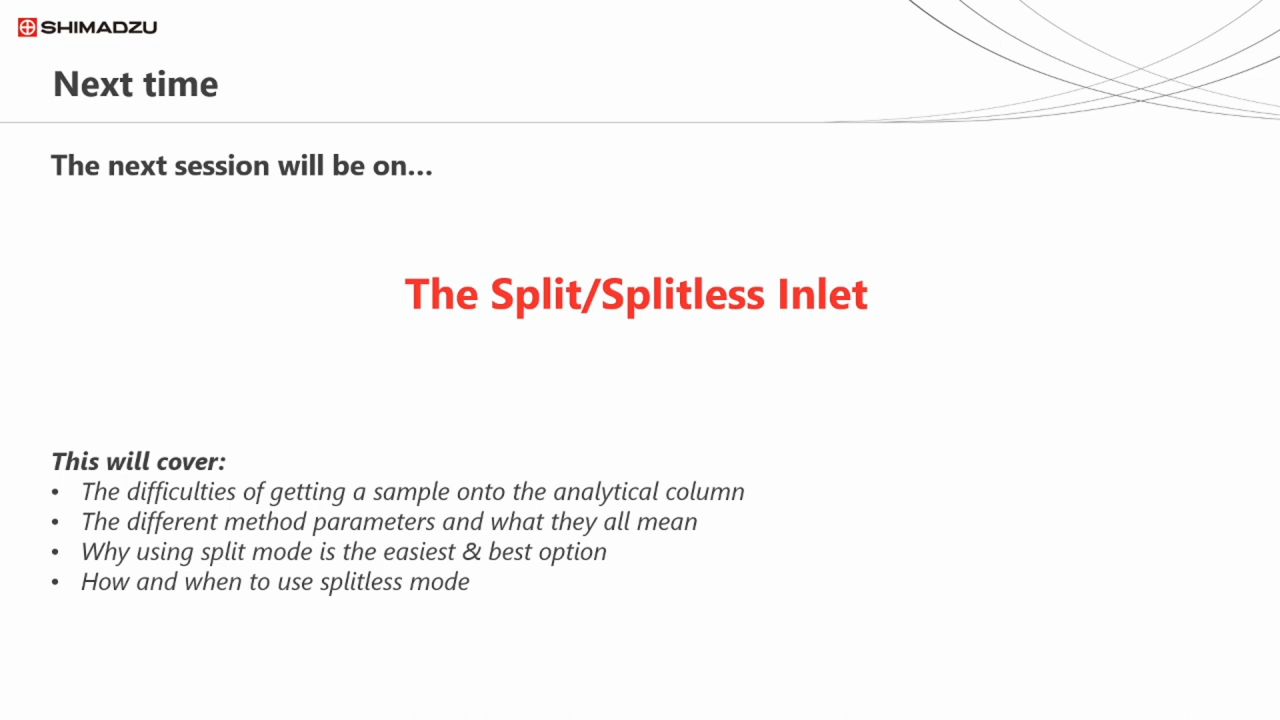 SHIMADZU
Next time
The next session will be on...
The Split/Splitless Inlet
This will cover:
• The difficulties of getting a sample onto the analytical column
• The different method parameters and what they all mean
• Why using split mode is the easiest & best option
• How and when to use splitless mode